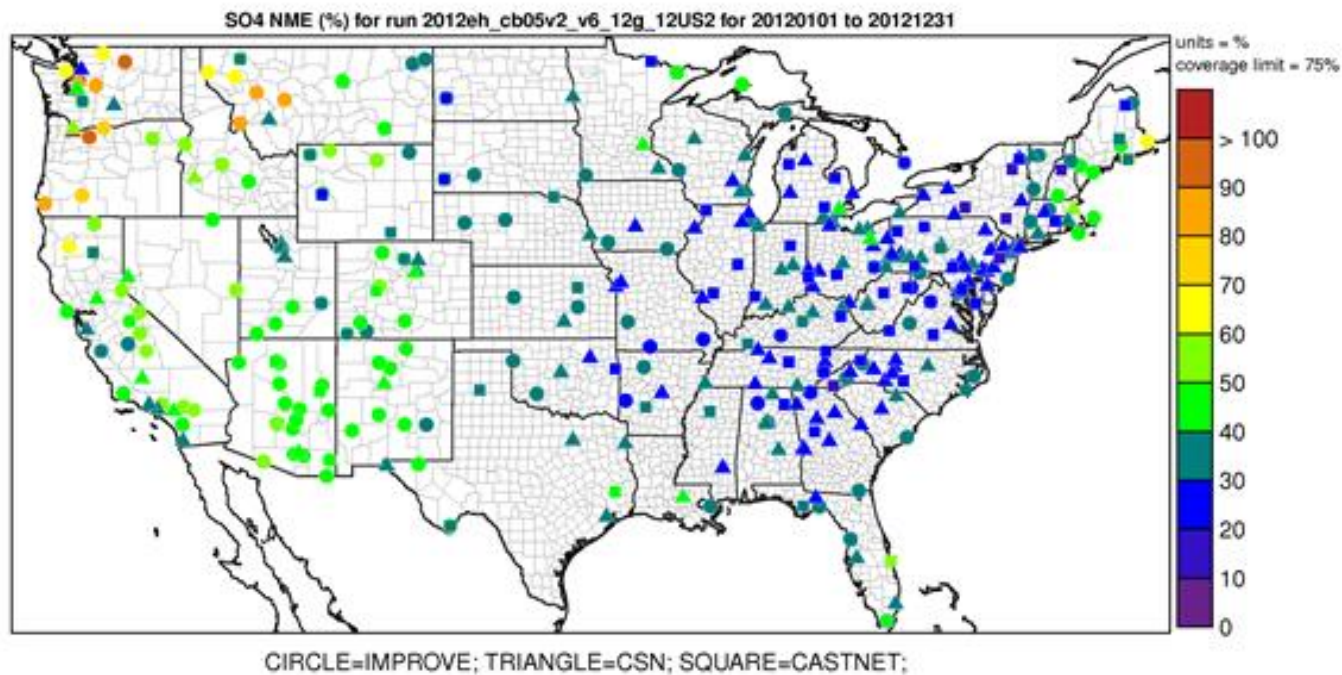 SO4 NME (%) for run 2012eh_cb05v2_v6_12g_12US2 for 20120101 to 20121231
units = %
coverage limit = 75%
> 100
90
80
70
60
50
40
30
20
10
0
CIRCLE=IMPROVE; TRIANGLE=CSN; SQUARE=CASTNET;